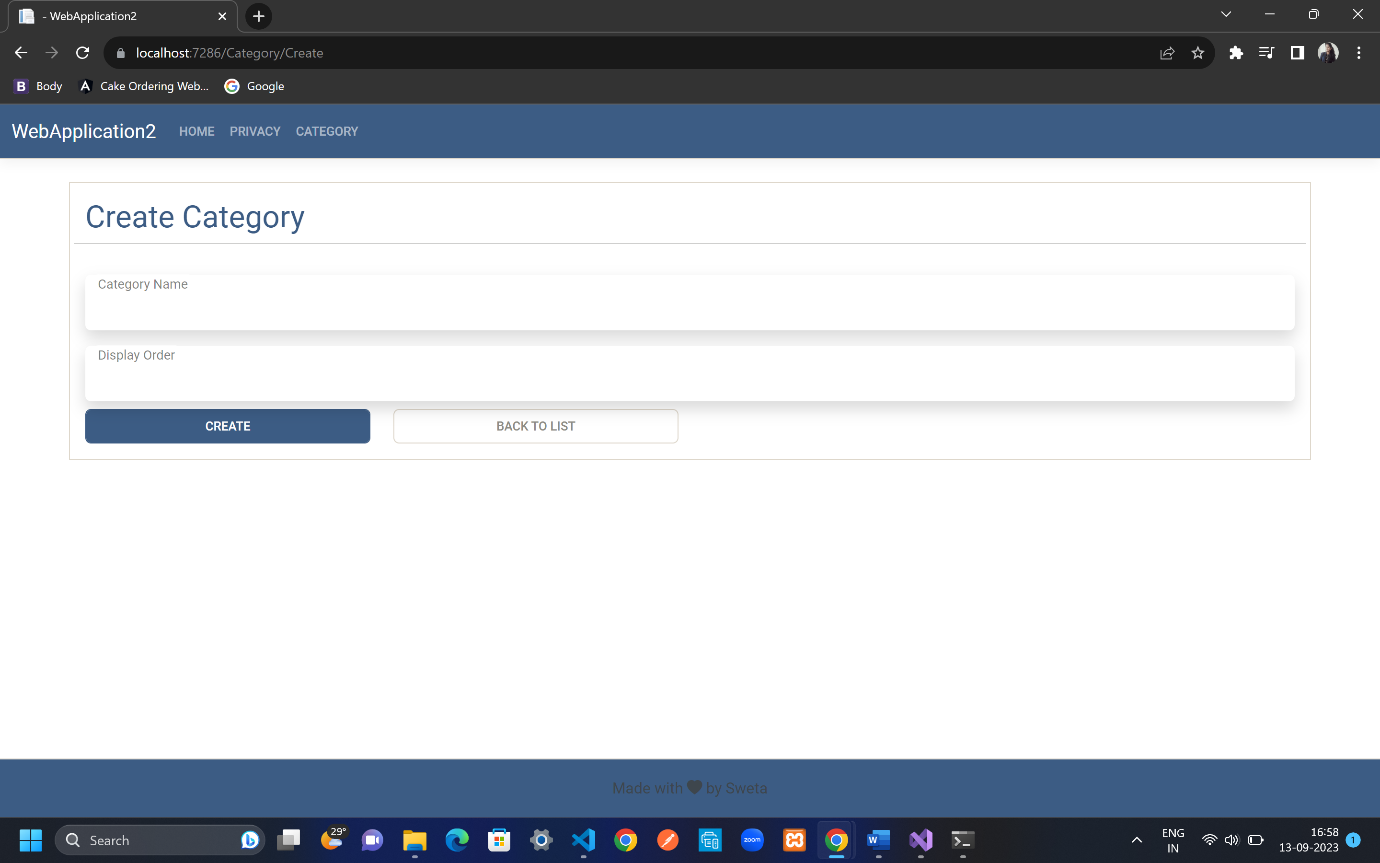 - WebApplication2
localhost:7286/Category/Create
B Body
Cake Ordering Web...
Google
WebApplication2 HOME PRIVACY CATEGORY
Create Category
Category Name
Display Order
CREATE BACK TO LIST
Made with by Sweta
Search
29°
zoom
W
ENG
IN
16:58
13-09-2023
1